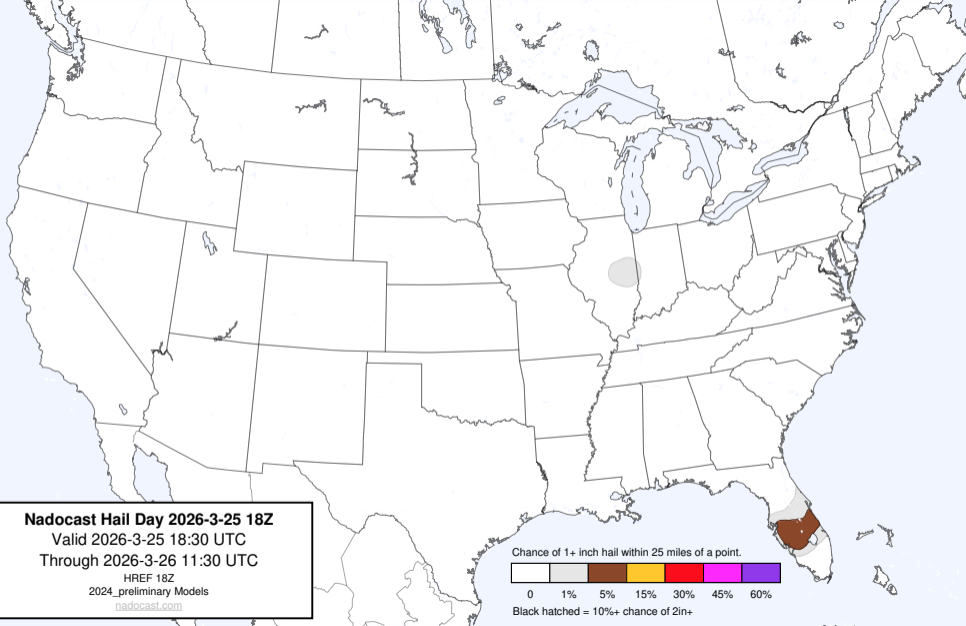 Nadocast Hail Day 2026-3-25 18Z
Valid 2026-3-25 18:30 UTC
Through 2026-3-26 11:30 UTC
HREF 18Z
2024_preliminary Models
nadocast.com
Chance of 1+ inch hail within 25 miles of a point.
0 1% 5% 15% 30% 45% 60%
Black hatched = 10%+ chance of 2in+